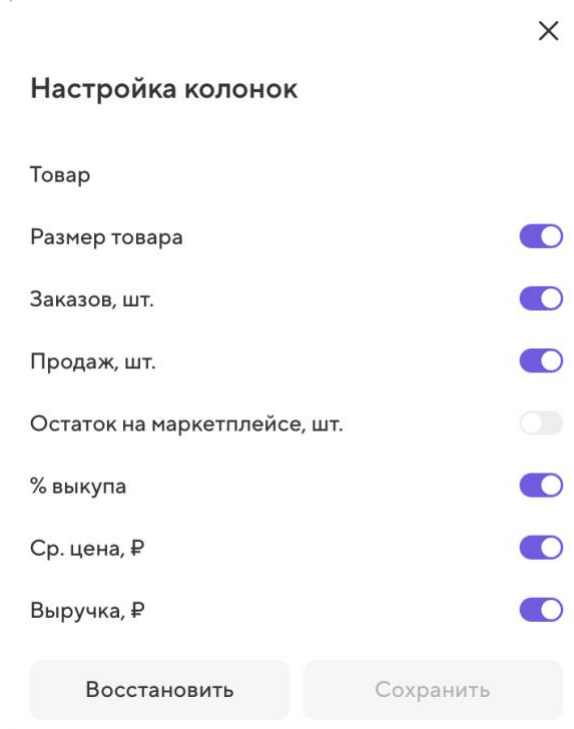 Настройка колонок
Товар
Размер товара
Заказов, шт.
Продаж, шт.
Остаток на маркетплейсе, шт.
% выкупа
Ср. цена, ₽
Выручка, ₽
Восстановить
Сохранить